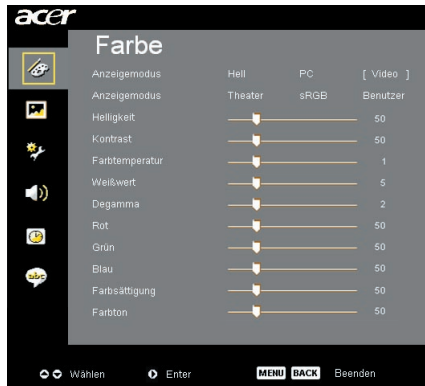 acer
Farbe
Anzeigemodus Hell PC [ Video ]
Anzeigemodus Theater sRGB Benutzer
Helligkeit 50
Kontrast 50
Farbtemperatur 1
Weißwert 5
Degamma 2
Rot 50
Grün 50
Blau 50
Farbsättigung 50
Farbton 50
abc
Wählen Enter MENU BACK Beenden